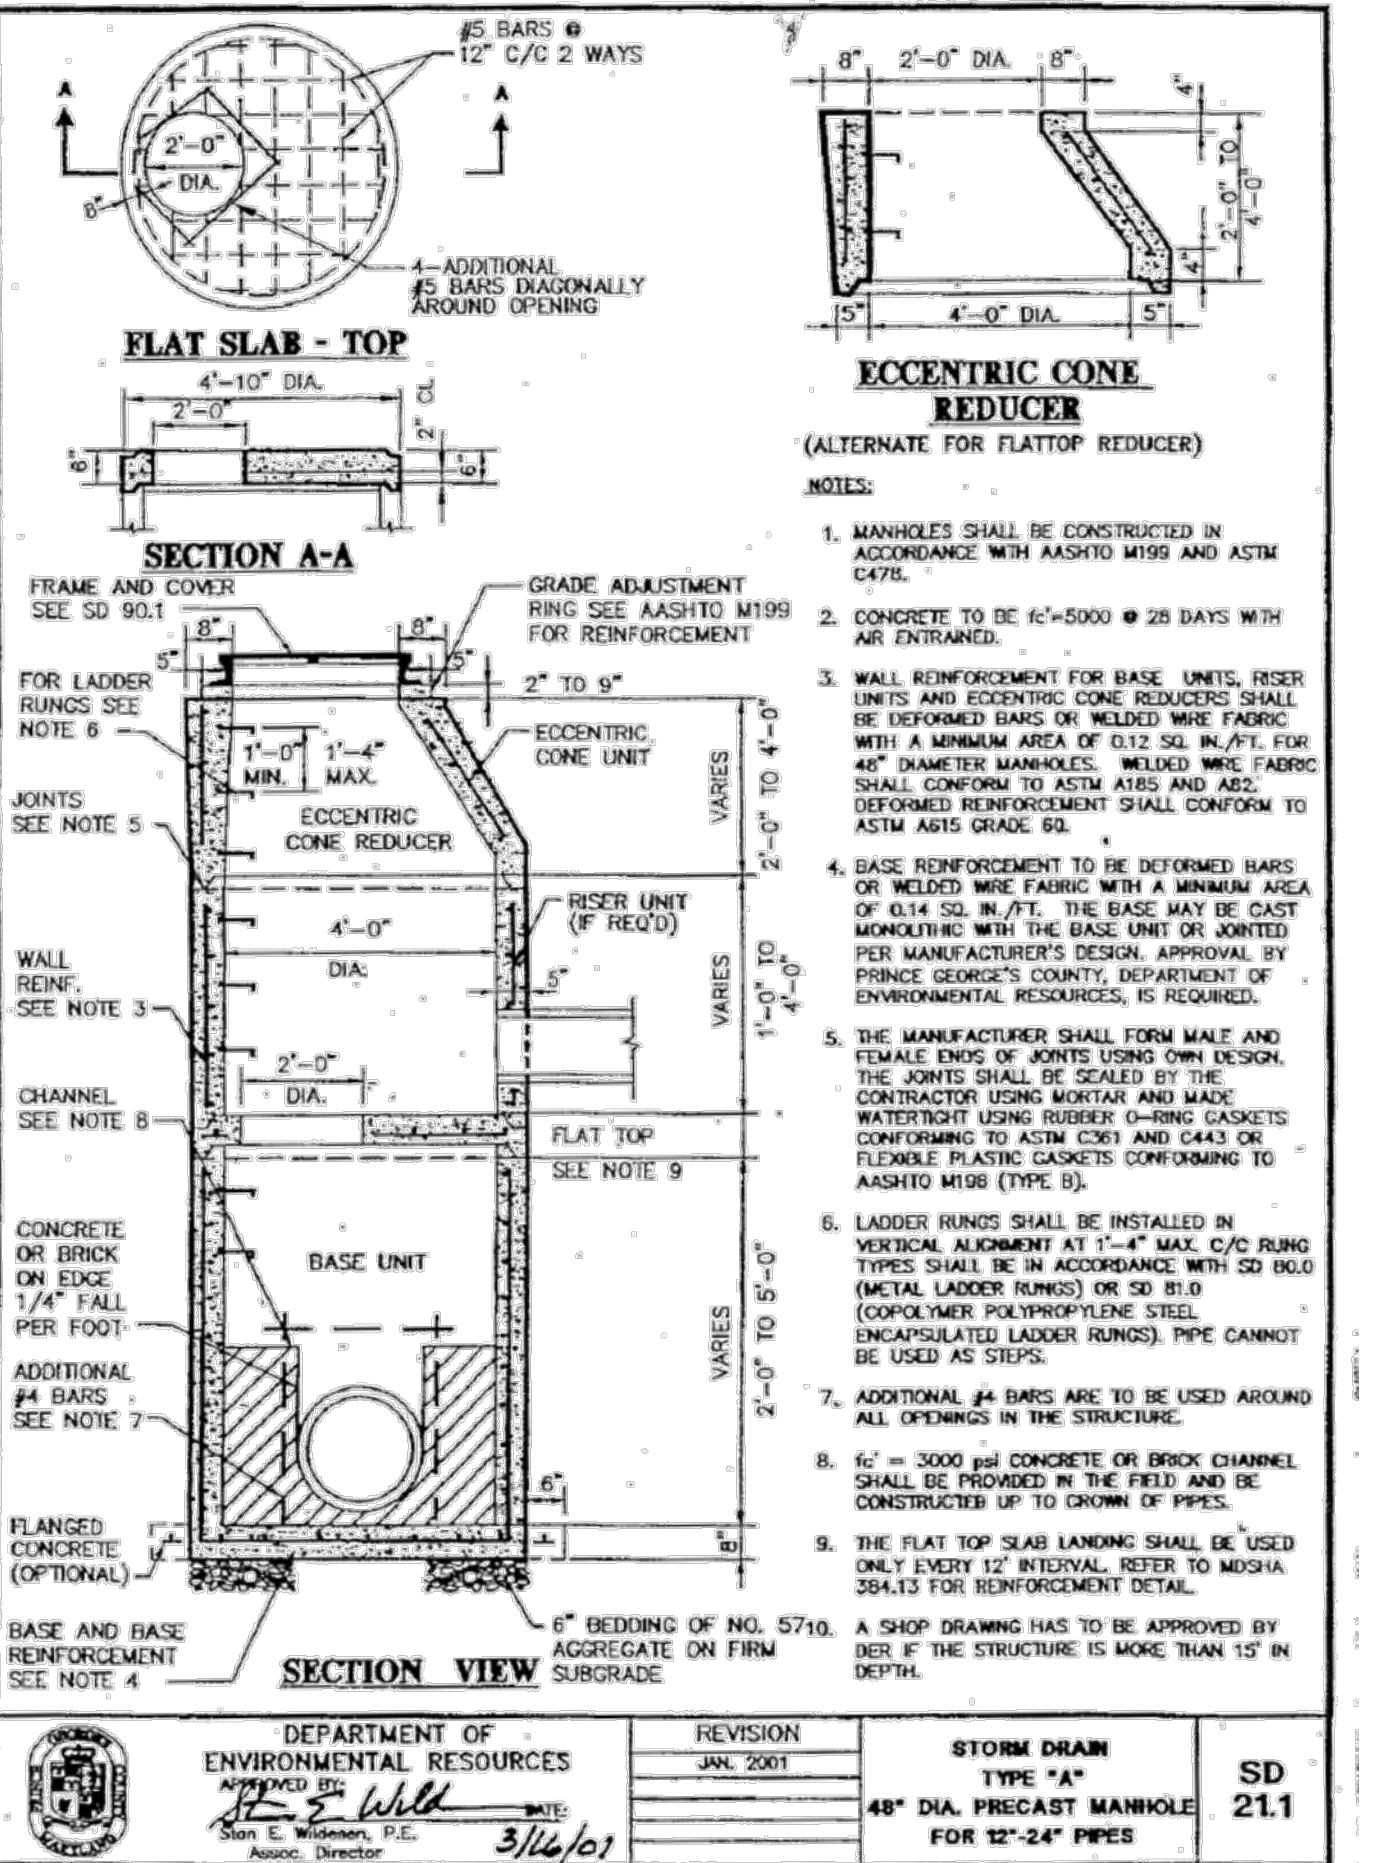 #5 BARS @
12" C/C 2 WAYS
A
A
2'-0"
DIA.
8"
4-ADDITIONAL
#5 BARS DIAGONALLY
AROUND OPENING
FLAT SLAB - TOP
4'-10" DIA.
2'-0"
2" CL
6"
SECTION A-A
8"
2'-0" DIA.
8"
4"
2'-0" TO
4'-0"
4"
5"
4'-0" DIA.
5"
ECCENTRIC CONE
REDUCER
(ALTERNATE FOR FLATTOP REDUCER)
FRAME AND COVER
SEE SD 90.1
GRADE ADJUSTMENT
RING SEE AASHTO M199
FOR REINFORCEMENT
8"
8"
5"
5"
2" TO 9"
FOR LADDER
RUNGS SEE
NOTE 6
1'-0"
MIN.
1'-4"
MAX.
ECCENTRIC
CONE UNIT
VARIES
2'-0" TO 4'-0"
JOINTS
SEE NOTE 5
ECCENTRIC
CONE REDUCER
RISER UNIT
(IF REQ'D)
4'-0"
DIA.
WALL
REINF.
SEE NOTE 3
5"
VARIES
1'-0" TO
4'-0"
2'-0"
DIA.
CHANNEL
SEE NOTE 8
FLAT TOP
SEE NOTE 9
CONCRETE
OR BRICK
ON EDGE
1/4" FALL
PER FOOT
BASE UNIT
VARIES
2'-0" TO 5'-0"
ADDITIONAL
#4 BARS
SEE NOTE 7
6"
8"
FLANGED
CONCRETE
(OPTIONAL)
BASE AND BASE
REINFORCEMENT
SEE NOTE 4
6" BEDDING OF NO. 57
AGGREGATE ON FIRM
SUBGRADE
SECTION VIEW
NOTES:
1. MANHOLES SHALL BE CONSTRUCTED IN
ACCORDANCE WITH AASHTO M199 AND ASTM
C478.
2. CONCRETE TO BE fc'=5000 @ 28 DAYS WITH
AIR ENTRAINED.
3. WALL REINFORCEMENT FOR BASE UNITS, RISER
UNITS AND ECCENTRIC CONE REDUCERS SHALL
BE DEFORMED BARS OR WELDED WIRE FABRIC
WITH A MINIMUM AREA OF 0.12 SQ. IN./FT. FOR
48" DIAMETER MANHOLES. WELDED WIRE FABRIC
SHALL CONFORM TO ASTM A185 AND A82.
DEFORMED REINFORCEMENT SHALL CONFORM TO
ASTM A615 GRADE 60.
4. BASE REINFORCEMENT TO BE DEFORMED BARS
OR WELDED WIRE FABRIC WITH A MINIMUM AREA
OF 0.14 SQ. IN./FT. THE BASE MAY BE CAST
MONOLITHIC WITH THE BASE UNIT OR JOINTED
PER MANUFACTURER'S DESIGN. APPROVAL BY
PRINCE GEORGE'S COUNTY, DEPARTMENT OF
ENVIRONMENTAL RESOURCES, IS REQUIRED.
5. THE MANUFACTURER SHALL FORM MALE AND
FEMALE ENDS OF JOINTS USING OWN DESIGN.
THE JOINTS SHALL BE SEALED BY THE
CONTRACTOR USING MORTAR AND MADE
WATERTIGHT USING RUBBER O-RING GASKETS
CONFORMING TO ASTM C361 AND C443 OR
FLEXIBLE PLASTIC GASKETS CONFORMING TO
AASHTO M198 (TYPE B).
6. LADDER RUNGS SHALL BE INSTALLED IN
VERTICAL ALIGNMENT AT 1'-4" MAX. C/C RUNG
TYPES SHALL BE IN ACCORDANCE WITH SD 80.0
(METAL LADDER RUNGS) OR SD 81.0
(COPOLYMER POLYPROPYLENE STEEL
ENCAPSULATED LADDER RUNGS). PIPE CANNOT
BE USED AS STEPS.
7. ADDITIONAL #4 BARS ARE TO BE USED AROUND
ALL OPENINGS IN THE STRUCTURE.
8. fc' = 3000 psi CONCRETE OR BRICK CHANNEL
SHALL BE PROVIDED IN THE FIELD AND BE
CONSTRUCTED UP TO CROWN OF PIPES.
9. THE FLAT TOP SLAB LANDING SHALL BE USED
ONLY EVERY 12' INTERVAL. REFER TO MDSHA
384.13 FOR REINFORCEMENT DETAIL.
10. A SHOP DRAWING HAS TO BE APPROVED BY
DER IF THE STRUCTURE IS MORE THAN 15' IN
DEPTH.
DEPARTMENT OF
ENVIRONMENTAL RESOURCES
APPROVED BY:
DATE:
3/16/01
Assoc. Director
REVISION
JAN. 2001
STORM DRAIN
TYPE "A"
48" DIA. PRECAST MANHOLE
FOR 12"-24" PIPES
SD
21.1